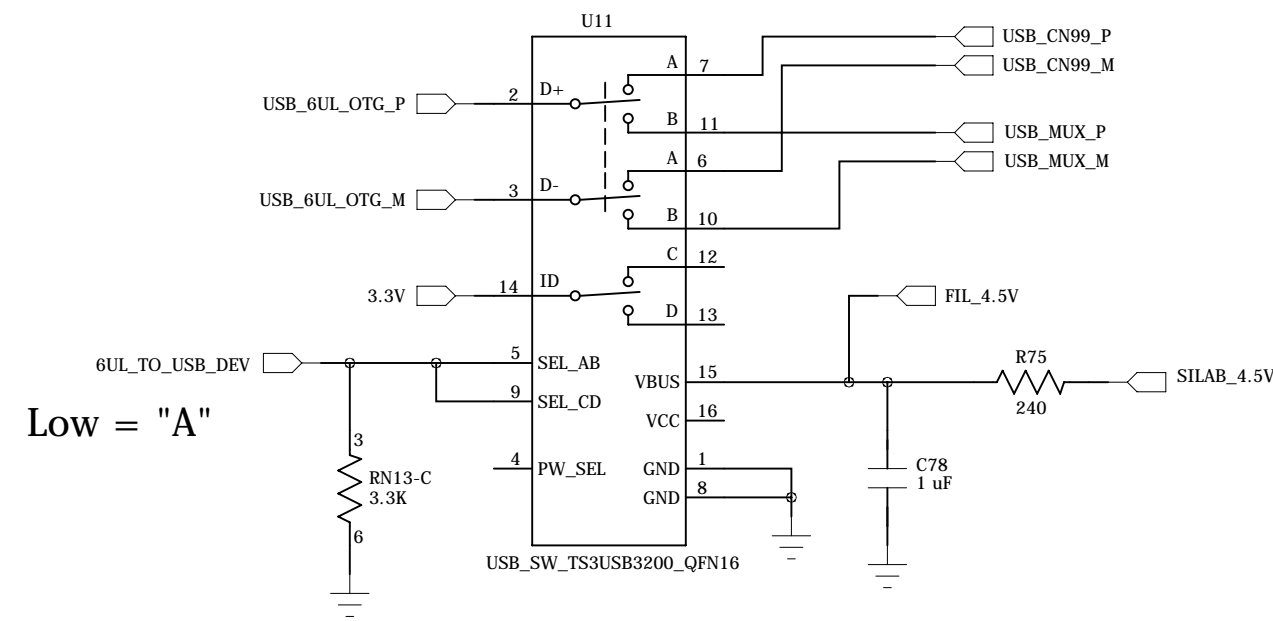 U11
USB_CN99_P
A 7
USB_CN99_M
2 D+
USB_6UL_OTG_P
B 11
USB_MUX_P
A 6
USB_MUX_M
3 D-
USB_6UL_OTG_M
B 10
C 12
14 ID
3.3V
FIL_4.5V
D 13
5 SEL_AB
6UL_TO_USB_DEV
R75
VBUS 15
SILAB_4.5V
9 SEL_CD
240
VCC 16
Low = "A"
3
4 PW_SEL
GND 1
C78
RN13-C
1 uF
3.3K
GND 8
6
USB_SW_TS3USB3200_QFN16